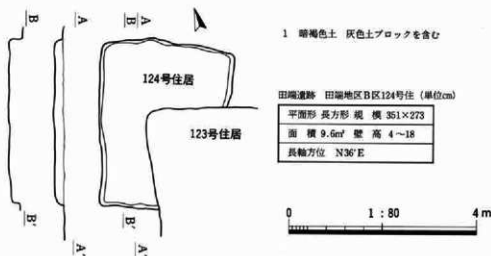 B A B A
124号住居
123号住居
B' A' B' A'
1 暗褐色土 灰色土ブロックを含む
田端遺跡 田端地区B区124号住 (単位cm)
平面形 長方形 規模 351×273
面積 9.6m² 壁高 4~18
長軸方位 N36°E
0 1:80 4m